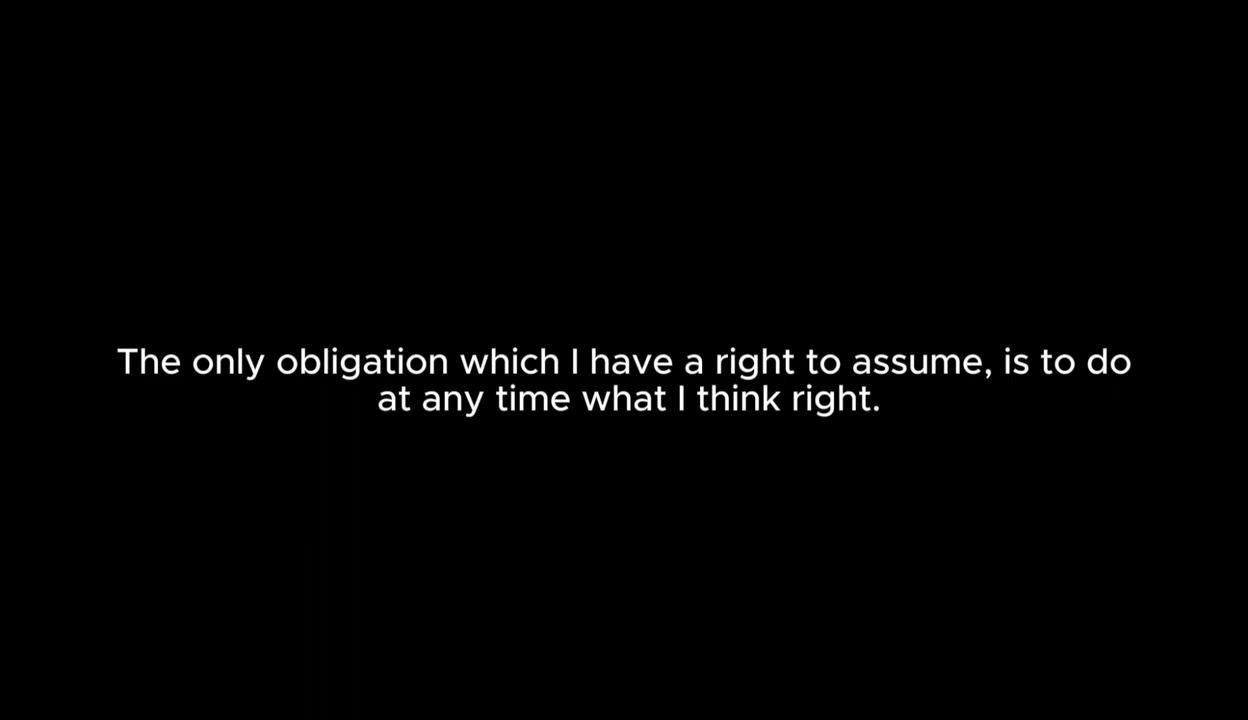 The only obligation which I have a right to assume, is to do
at any time what I think right.